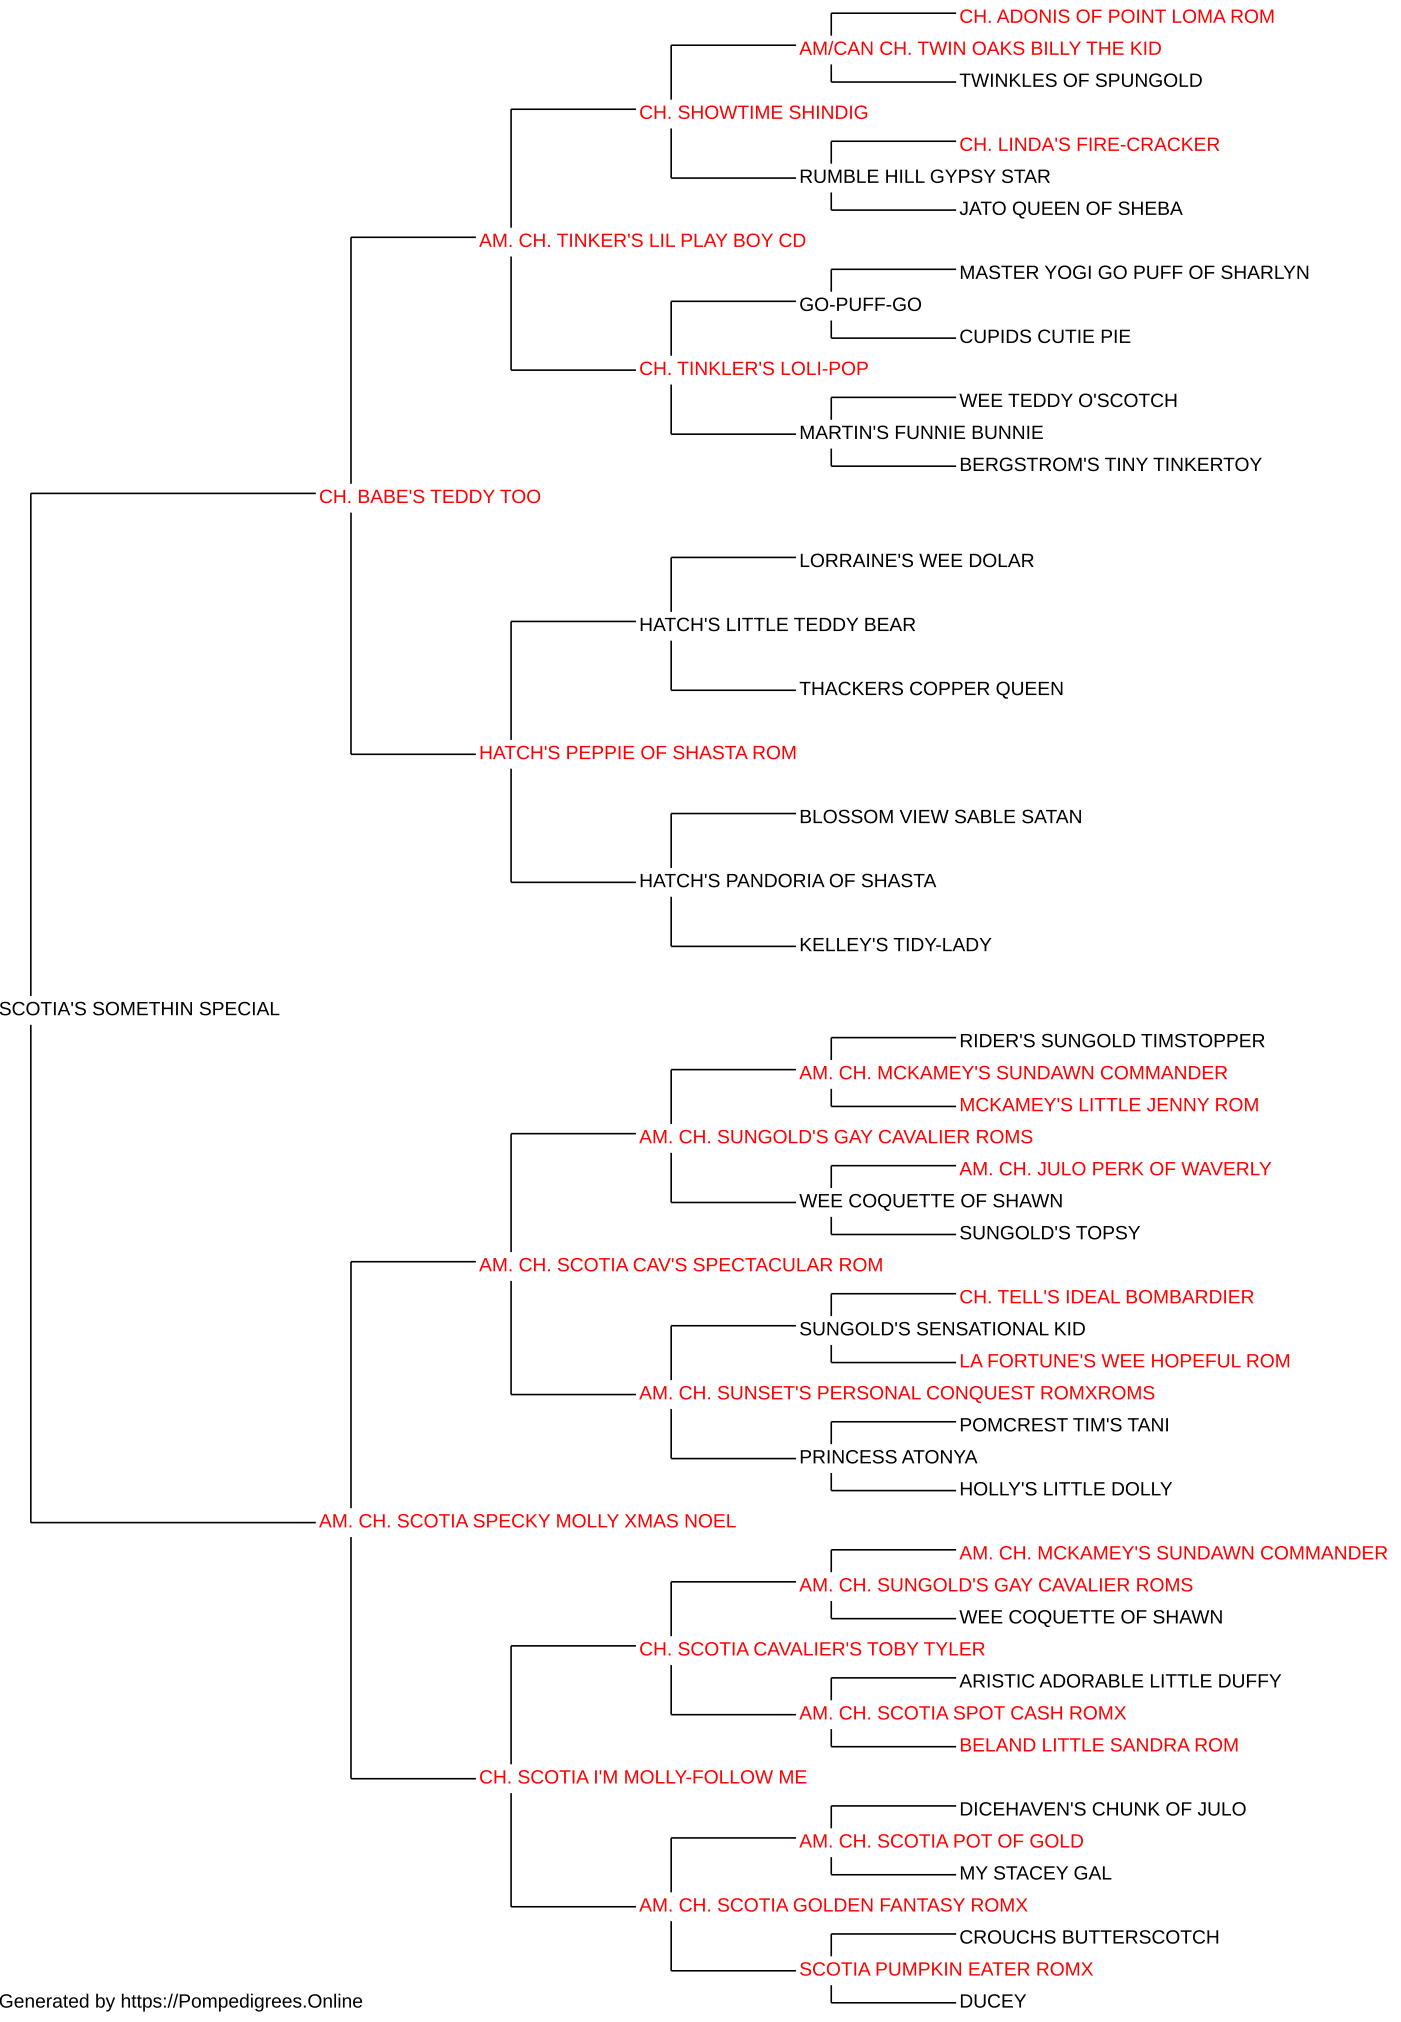 CH. ADONIS OF POINT LOMA ROM
AM/CAN CH. TWIN OAKS BILLY THE KID
TWINKLES OF SPUNGOLD
CH. SHOWTIME SHINDIG
CH. LINDA'S FIRE-CRACKER
RUMBLE HILL GYPSY STAR
JATO QUEEN OF SHEBA
AM. CH. TINKER'S LIL PLAY BOY CD
MASTER YOGI GO PUFF OF SHARLYN
GO-PUFF-GO
CUPIDS CUTIE PIE
CH. TINKLER'S LOLI-POP
WEE TEDDY O'SCOTCH
MARTIN'S FUNNIE BUNNIE
BERGSTROM'S TINY TINKERTOY
CH. BABE'S TEDDY TOO
LORRAINE'S WEE DOLAR
HATCH'S LITTLE TEDDY BEAR
THACKERS COPPER QUEEN
HATCH'S PEPPIE OF SHASTA ROM
BLOSSOM VIEW SABLE SATAN
HATCH'S PANDORIA OF SHASTA
KELLEY'S TIDY-LADY
SCOTIA'S SOMETHIN SPECIAL
RIDER'S SUNGOLD TIMSTOPPER
AM. CH. MCKAMEY'S SUNDAWN COMMANDER
MCKAMEY'S LITTLE JENNY ROM
AM. CH. SUNGOLD'S GAY CAVALIER ROMS
AM. CH. JULO PERK OF WAVERLY
WEE COQUETTE OF SHAWN
SUNGOLD'S TOPSY
AM. CH. SCOTIA CAV'S SPECTACULAR ROM
CH. TELL'S IDEAL BOMBARDIER
SUNGOLD'S SENSATIONAL KID
LA FORTUNE'S WEE HOPEFUL ROM
AM. CH. SUNSET'S PERSONAL CONQUEST ROMXROMS
POMCREST TIM'S TANI
PRINCESS ATONYA
HOLLY'S LITTLE DOLLY
AM. CH. SCOTIA SPECKY MOLLY XMAS NOEL
AM. CH. MCKAMEY'S SUNDAWN COMMANDER
AM. CH. SUNGOLD'S GAY CAVALIER ROMS
WEE COQUETTE OF SHAWN
CH. SCOTIA CAVALIER'S TOBY TYLER
ARISTIC ADORABLE LITTLE DUFFY
AM. CH. SCOTIA SPOT CASH ROMX
BELAND LITTLE SANDRA ROM
CH. SCOTIA I'M MOLLY-FOLLOW ME
DICEHAVEN'S CHUNK OF JULO
AM. CH. SCOTIA POT OF GOLD
MY STACEY GAL
AM. CH. SCOTIA GOLDEN FANTASY ROMX
CROUCHS BUTTERSCOTCH
SCOTIA PUMPKIN EATER ROMX
DUCEY
Generated by https://Pompedigrees.Online